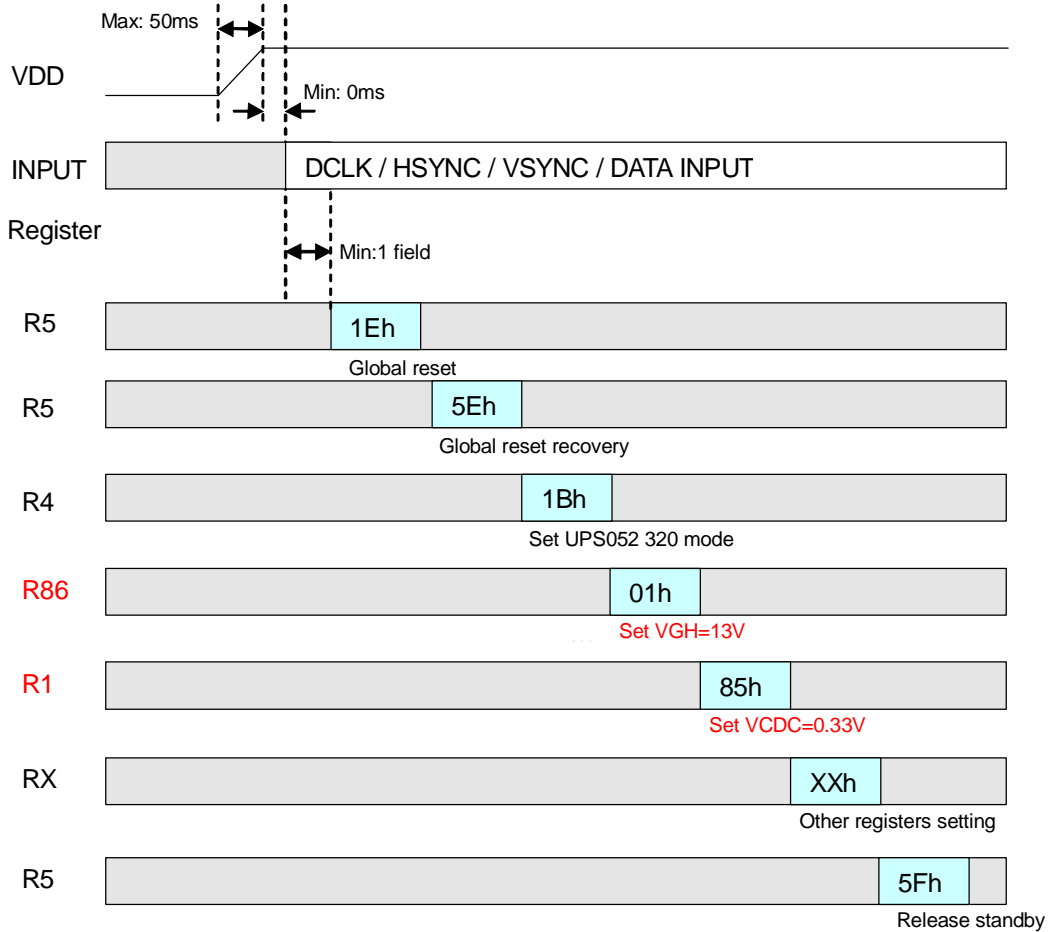 Max: 50ms
VDD
Min: 0ms
INPUT
DCLK / HSYNC / VSYNC / DATA INPUT
Register
Min:1 field
R5
1Eh
Global reset
R5
5Eh
Global reset recovery
R4
1Bh
Set UPS052 320 mode
R86
01h
. . . Set VGH=13V
R1
85h
Set VCDC=0.33V
RX
XXh
Other registers setting
R5
5Fh
Release standby